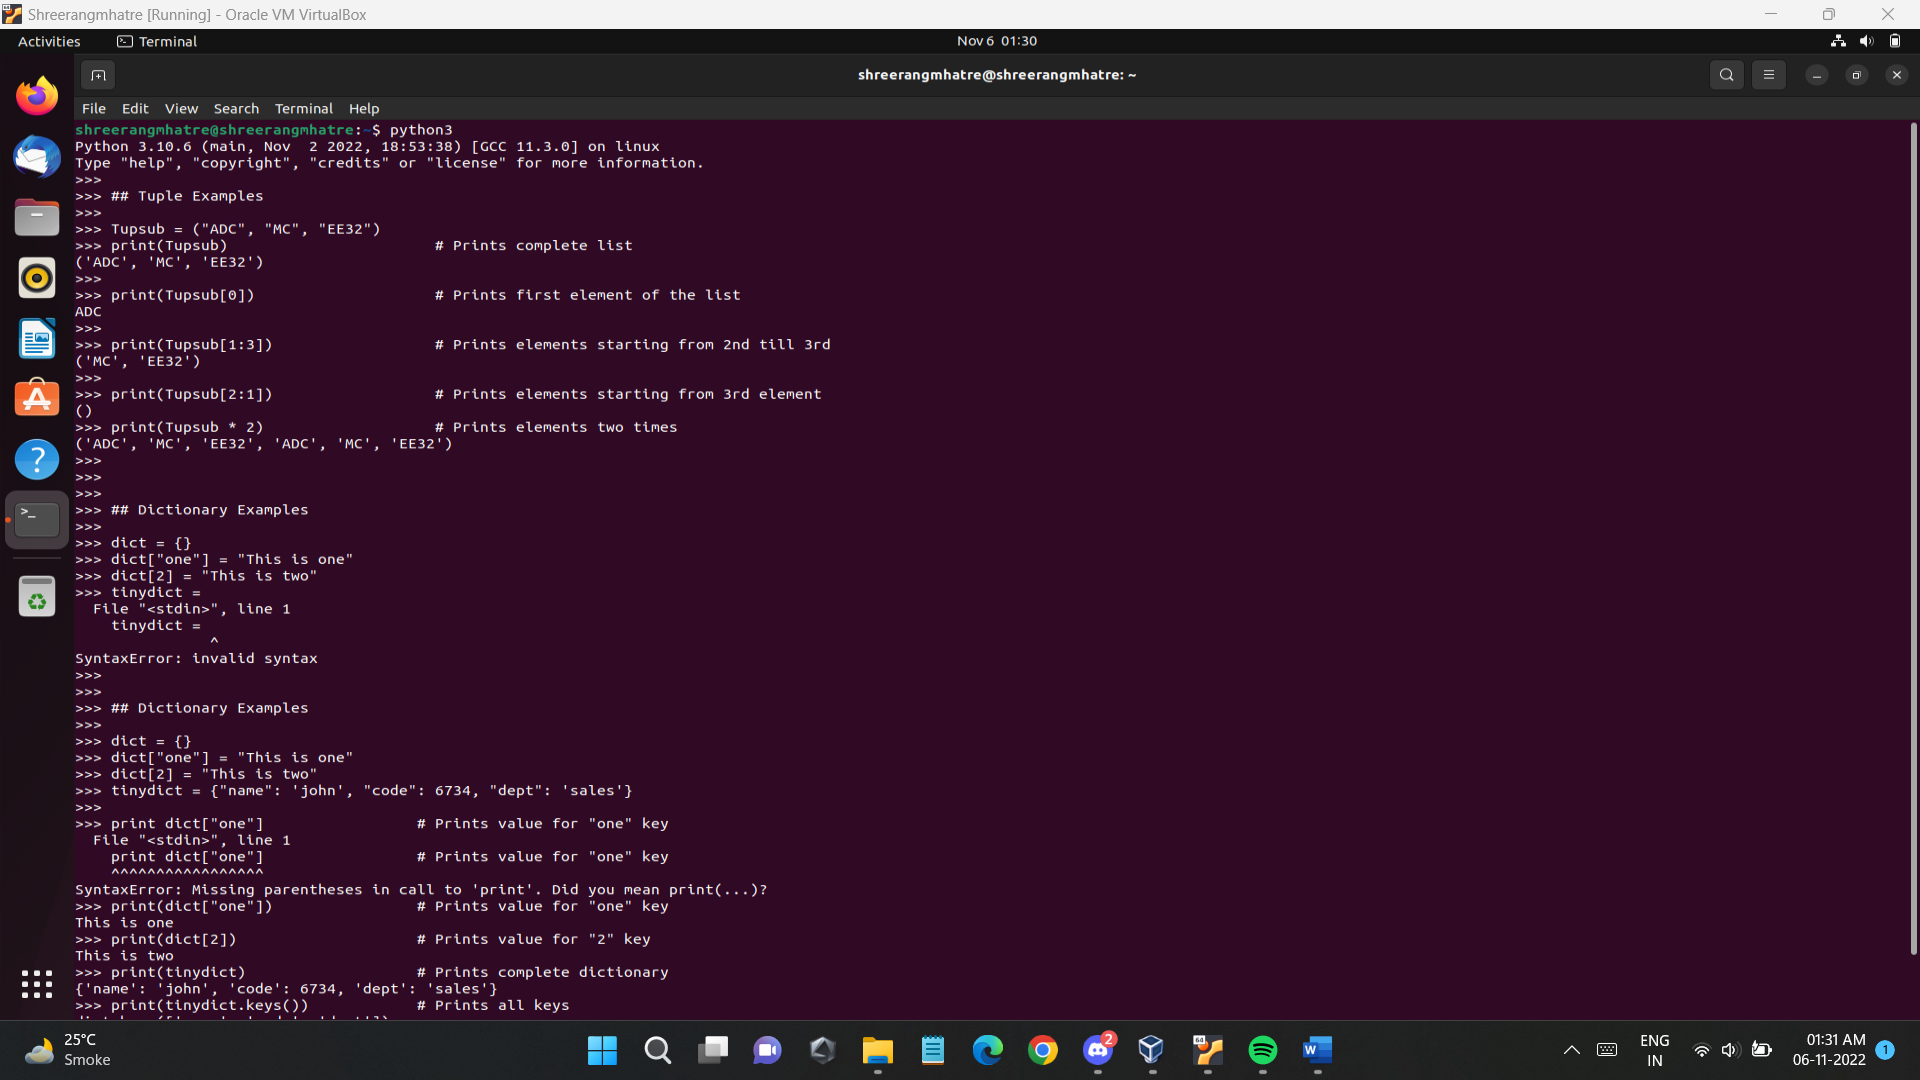 Shreerangmhatre [Running] - Oracle VM VirtualBox
Activities Terminal Nov 6 01:30
shreerangmhatre@shreerangmhatre: ~
File Edit View Search Terminal Help
shreerangmhatre@shreerangmhatre:~$ python3
Python 3.10.6 (main, Nov  2 2022, 18:53:38) [GCC 11.3.0] on linux
Type "help", "copyright", "credits" or "license" for more information.
>>>
>>> ## Tuple Examples
>>>
>>> Tupsub = ("ADC", "MC", "EE32")
>>> print(Tupsub)                       # Prints complete list
('ADC', 'MC', 'EE32')
>>>
>>> print(Tupsub[0])                    # Prints first element of the list
ADC
>>>
>>> print(Tupsub[1:3])                  # Prints elements starting from 2nd till 3rd
('MC', 'EE32')
>>>
>>> print(Tupsub[2:1])                  # Prints elements starting from 3rd element
()
>>> print(Tupsub * 2)                   # Prints elements two times
('ADC', 'MC', 'EE32', 'ADC', 'MC', 'EE32')
>>>
>>>
>>>
>>> ## Dictionary Examples
>>>
>>> dict = {}
>>> dict["one"] = "This is one"
>>> dict[2] = "This is two"
>>> tinydict =
  File "<stdin>", line 1
    tinydict =
               ^
SyntaxError: invalid syntax
>>>
>>>
>>> ## Dictionary Examples
>>>
>>> dict = {}
>>> dict["one"] = "This is one"
>>> dict[2] = "This is two"
>>> tinydict = {"name": 'john', "code": 6734, "dept": 'sales'}
>>>
>>> print dict["one"]                 # Prints value for "one" key
  File "<stdin>", line 1
    print dict["one"]                 # Prints value for "one" key
    ^^^^^^^^^^^^^^^^^
SyntaxError: Missing parentheses in call to 'print'. Did you mean print(...)?
>>> print(dict["one"])                # Prints value for "one" key
This is one
>>> print(dict[2])                    # Prints value for "2" key
This is two
>>> print(tinydict)                   # Prints complete dictionary
{'name': 'john', 'code': 6734, 'dept': 'sales'}
>>> print(tinydict.keys())            # Prints all keys
25°C
Smoke
2
64
W
ENG
IN
01:31 AM
06-11-2022
1